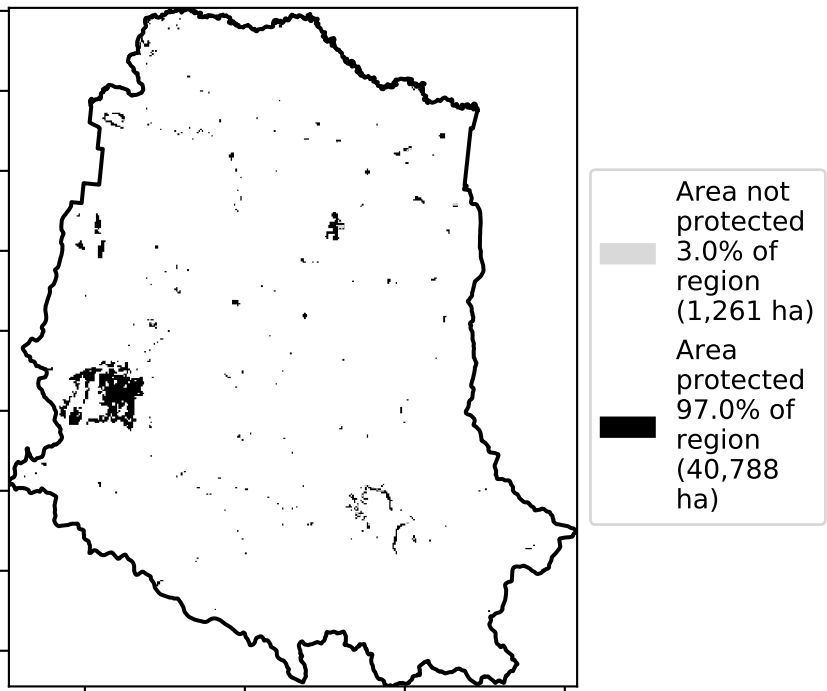 Area not
protected
3.0% of
region
(1,261 ha)
Area
protected
97.0% of
region
(40,788
ha)